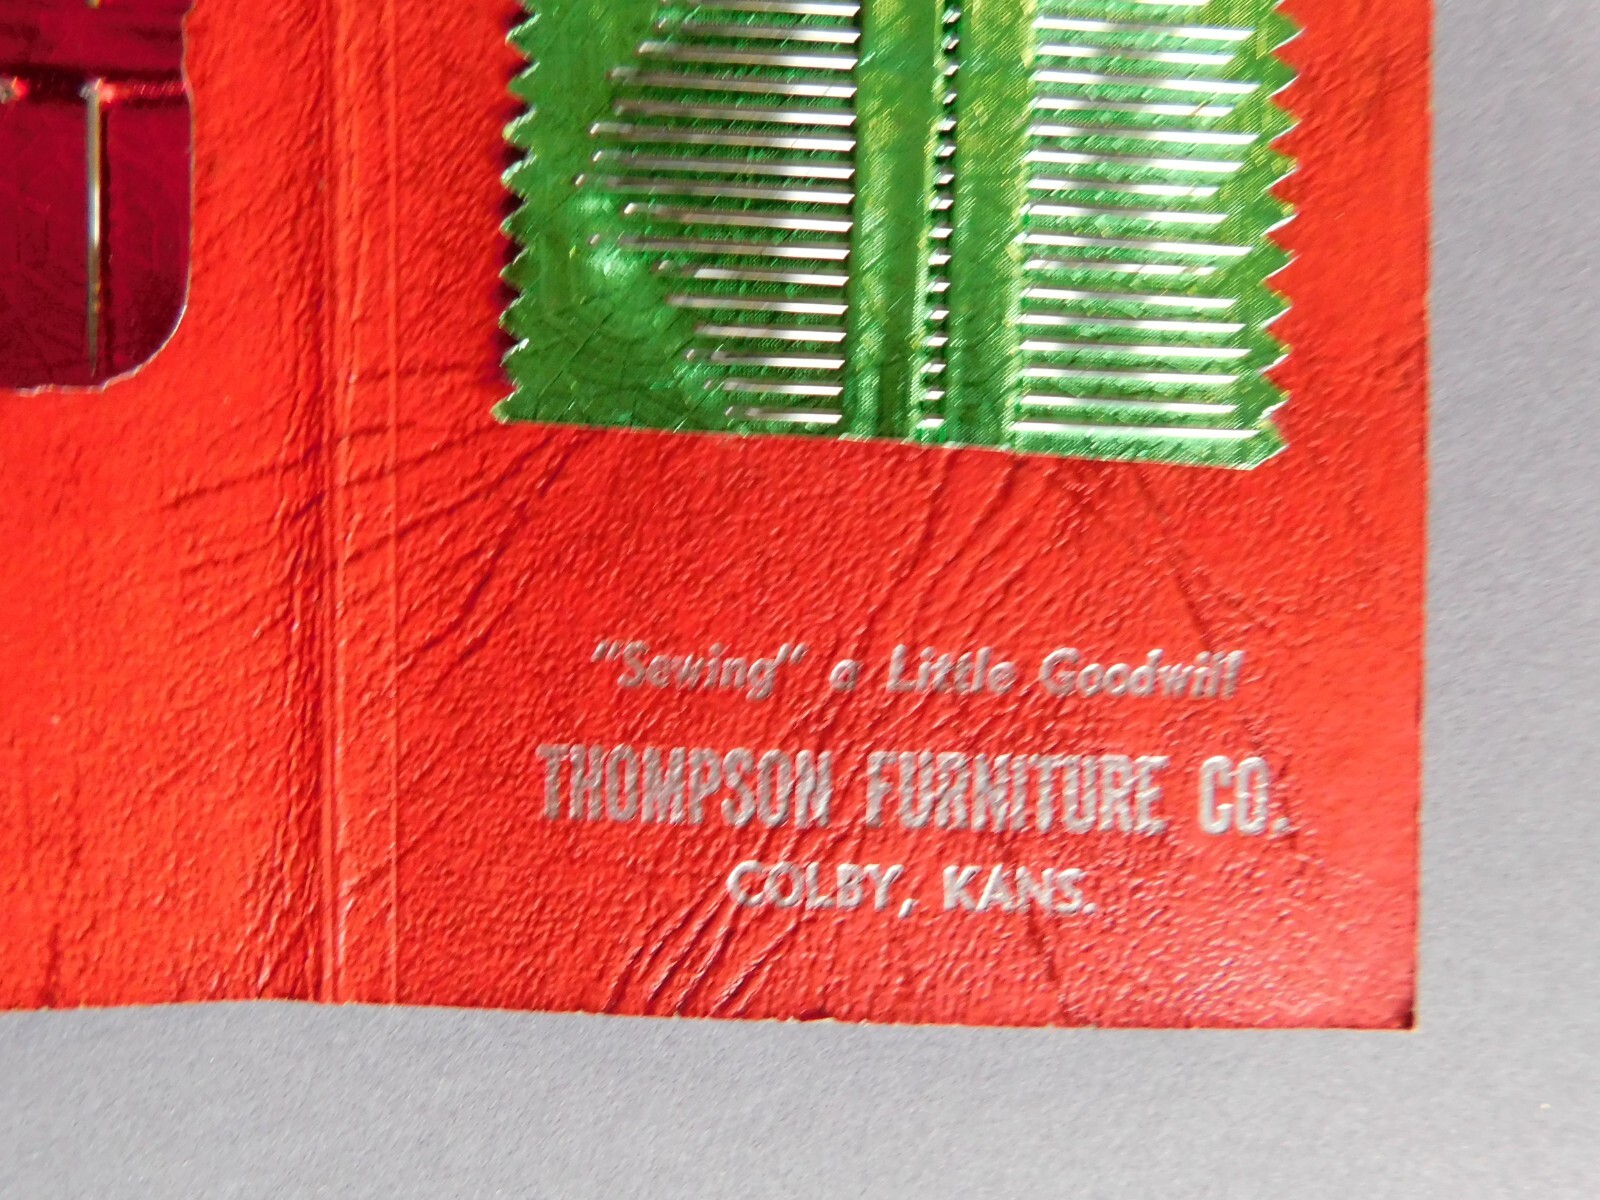 "Sewing" a Little Goodwill
THOMPSON FURNITURE CO.
COLBY, KANS.